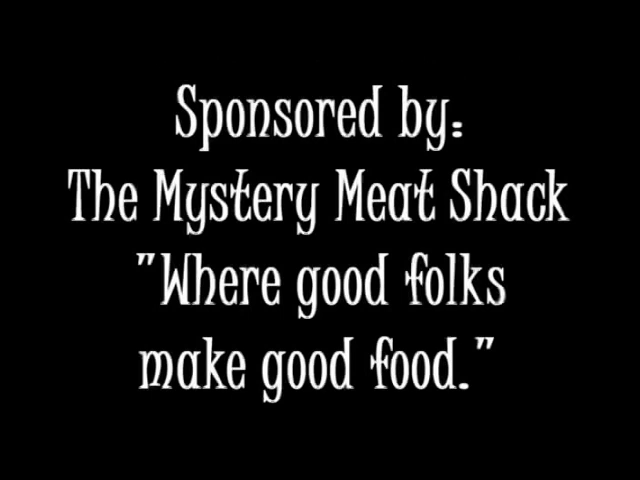 Sponsored by:
The Mystery Meat Shack
"Where good folks
make good food."